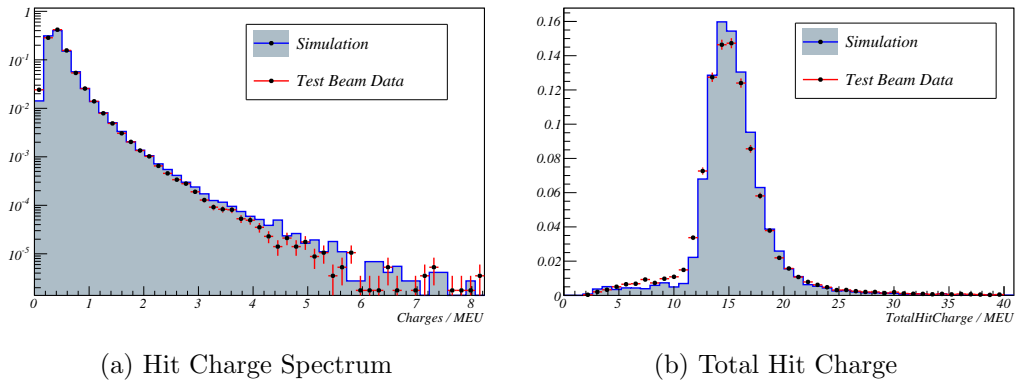 1
10⁻¹
10⁻²
10⁻³
10⁻⁴
10⁻⁵
0 1 2 3 4 5 6 7 8
Charges / MEU
Simulation
Test Beam Data
(a) Hit Charge Spectrum
0.16
0.14
0.12
0.1
0.08
0.06
0.04
0.02
0
0 5 10 15 20 25 30 35 40
TotalHitCharge / MEU
Simulation
Test Beam Data
(b) Total Hit Charge